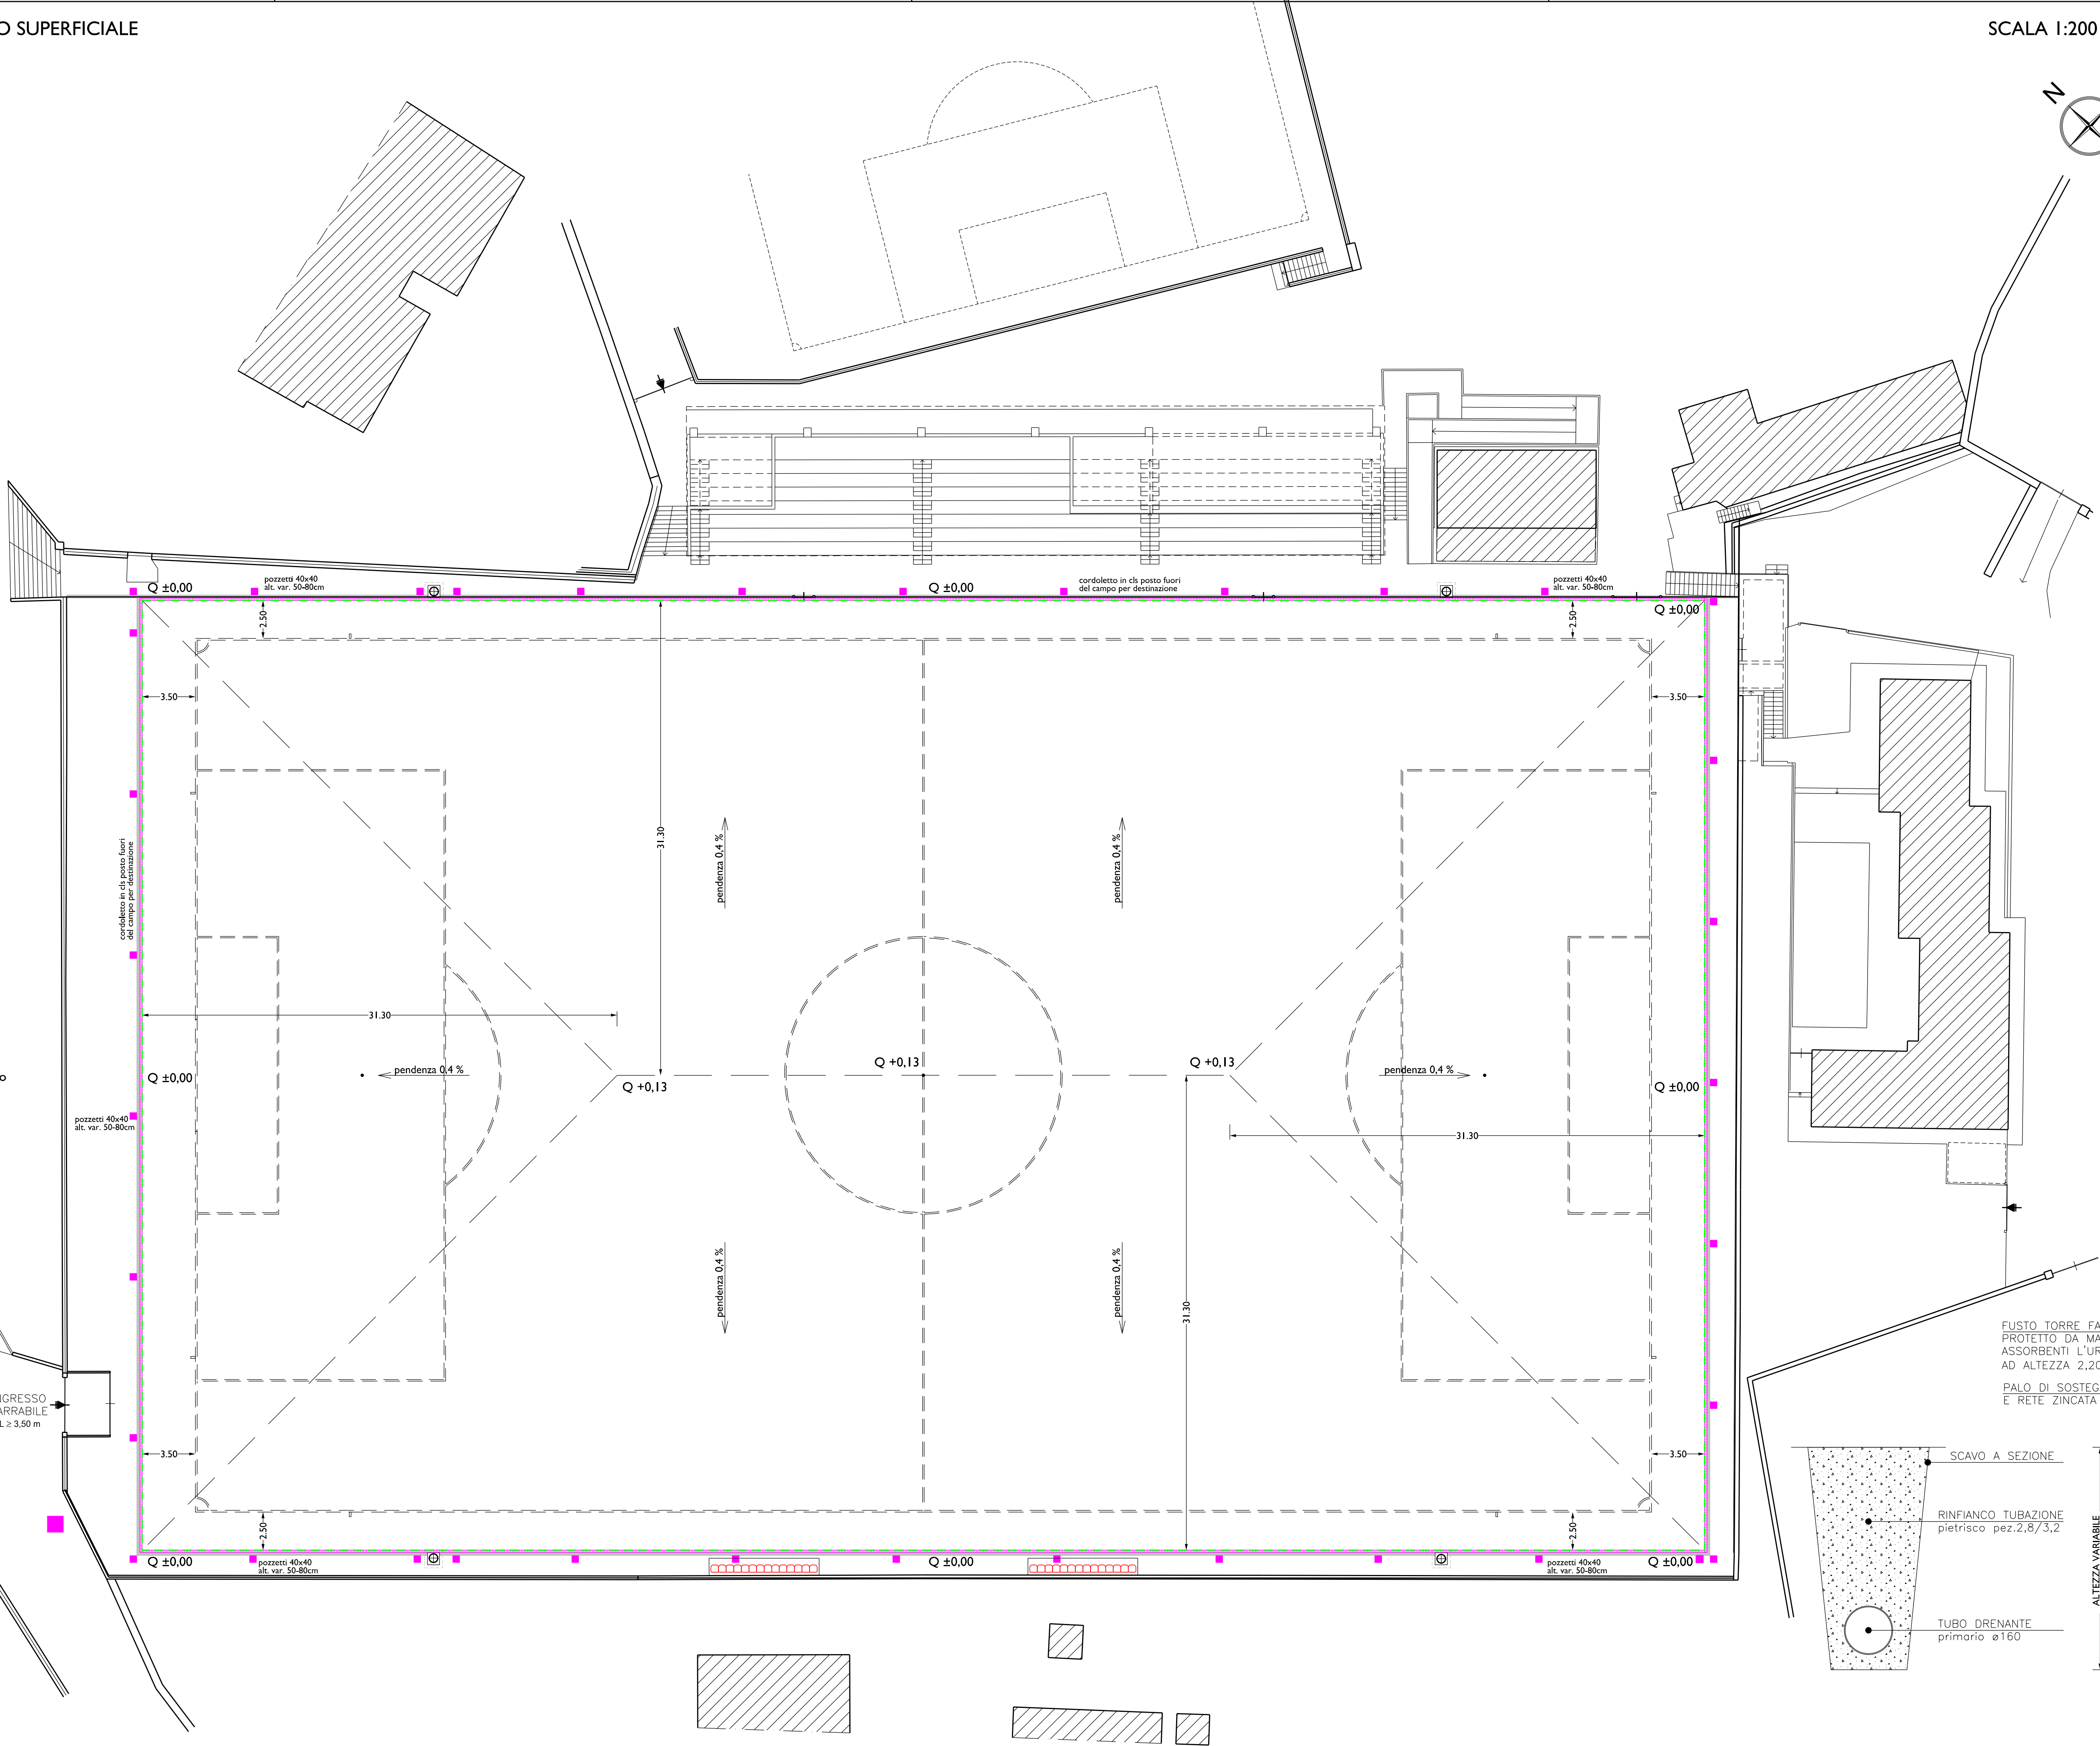 O SUPERFICIALE
SCALA 1:200
N
Q ±0,00
pozzetti 40x40
alt. var. 50-80cm
Q ±0,00
cordoletto in cls posto fuori
del campo per destinazione
pozzetti 40x40
alt. var. 50-80cm
Q ±0,00
2.50
2.50
3.50
3.50
31.30
pendenza 0,4 %
pendenza 0,4 %
cordoletto in cls posto fuori
del campo per destinazione
31.30
Q +0,13
Q +0,13
Q ±0,00
pendenza 0,4 %
Q +0,13
pendenza 0,4 %
Q ±0,00
pozzetti 40x40
alt. var. 50-80cm
31.30
pendenza 0,4 %
pendenza 0,4 %
31.30
NGRESSO
ARRABILE
L ≥ 3,50 m
3.50
3.50
2.50
2.50
Q ±0,00
pozzetti 40x40
alt. var. 50-80cm
Q ±0,00
pozzetti 40x40
alt. var. 50-80cm
Q ±0,00
FUSTO TORRE FA
PROTETTO DA MA
ASSORBENTI L'UR
AD ALTEZZA 2,20
PALO DI SOSTEG
E RETE ZINCATA
SCAVO A SEZIONE
RINFIANCO TUBAZIONE
pietrisco pez.2,8/3,2
ALTEZZA VARIABILE
TUBO DRENANTE
primario ø160